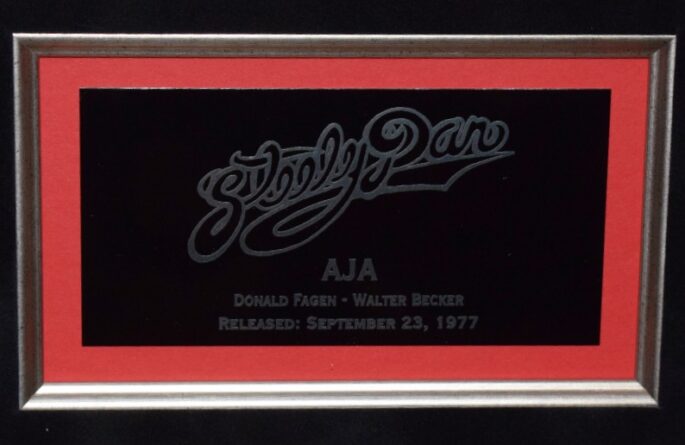 Steely Dan
AJA
Donald Fagen - Walter Becker
Released: September 23, 1977